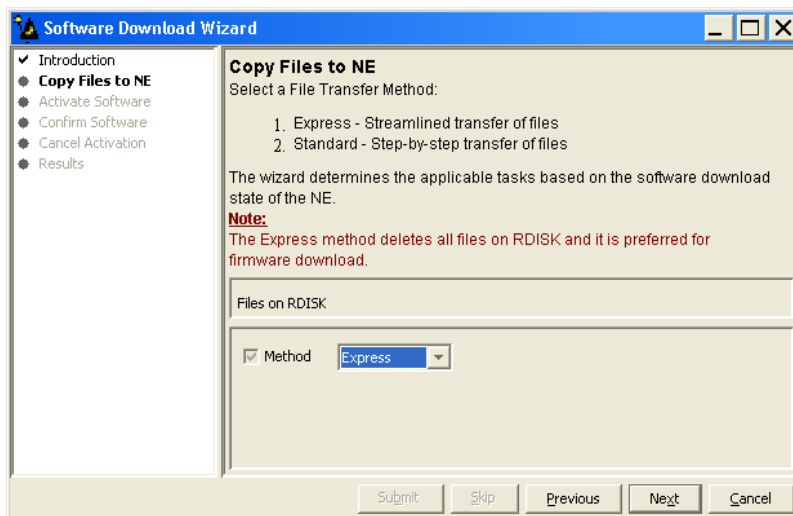 Software Download Wizard
Introduction
Copy Files to NE
Activate Software
Confirm Software
Cancel Activation
Results
Copy Files to NE
Select a File Transfer Method:
1. Express - Streamlined transfer of files
2. Standard - Step-by-step transfer of files
The wizard determines the applicable tasks based on the software download
state of the NE.
Note:
The Express method deletes all files on RDISK and it is preferred for
firmware download.
Files on RDISK
Method Express
Submit Skip Previous Next Cancel